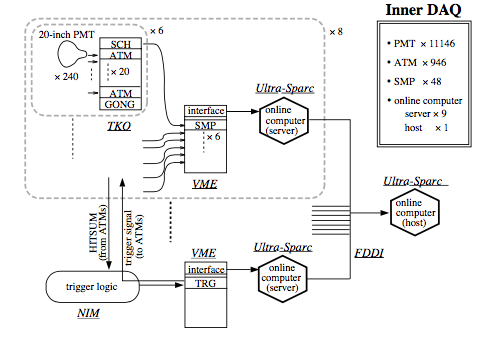 Inner DAQ
• PMT × 11146
• ATM × 946
• SMP × 48
• online computer
server × 9
host × 1
20-inch PMT
× 240
SCH
ATM
× 20
ATM
GONG
TKO
× 6
× 8
interface
SMP
× 6
VME
Ultra-Sparc
online
computer
(server)
HITSUM
(from ATMs)
trigger signal
(to ATMs)
trigger logic
NIM
VME
interface
TRG
Ultra-Sparc
online
computer
(server)
FDDI
Ultra-Sparc
online
computer
(host)